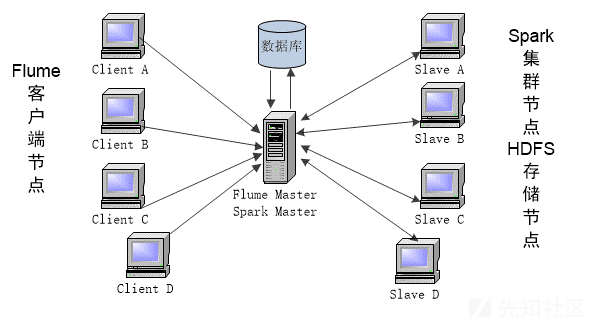 数据库
Flume
客户端节点
Client A
Client B
Client C
Client D
Flume Master
Spark Master
Slave A
Slave B
Slave C
Slave D
Spark
集群节点
HDFS
存储节点
先知社区